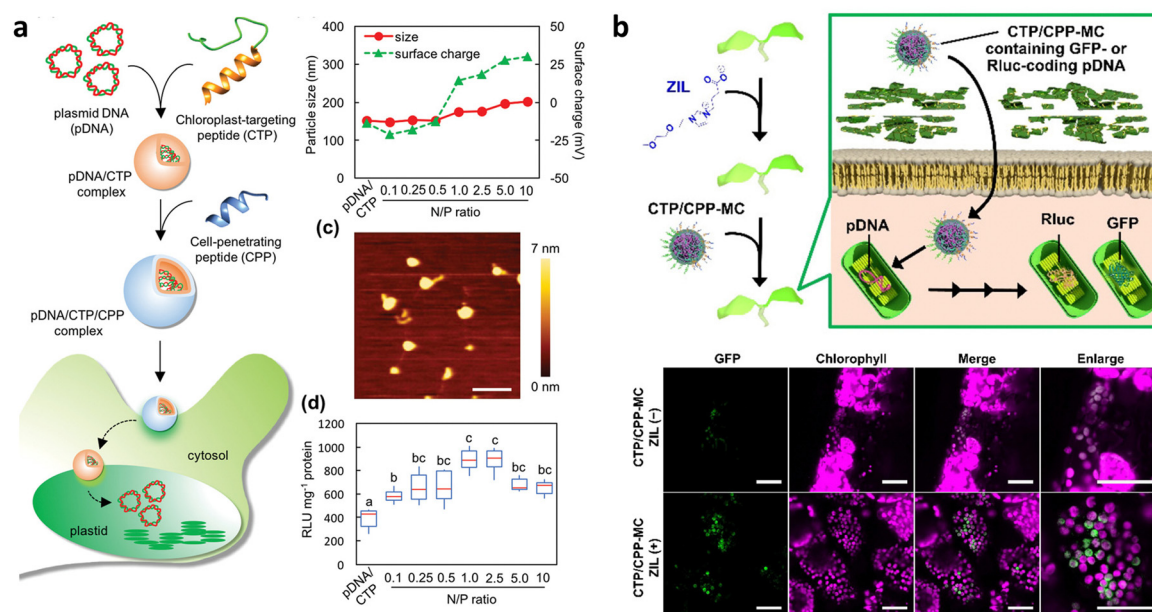 a
plasmid DNA
(pDNA)
Chloroplast-targeting
peptide (CTP)
pDNA/CTP
complex
Cell-penetrating
peptide (CPP)
pDNA/CTP/CPP
complex
cytosol
plastid
size
surface charge
Particle size (nm)
400
300
200
100
0
Surface charge (mV)
50
25
0
-25
-50
pDNA/
CTP
0.1
0.25
0.5
1.0
2.5
5.0
10
N/P ratio
(c)
7 nm
0 nm
(d)
RLU mg⁻¹ protein
1200
1000
800
600
400
200
0
a
b
bc
bc
c
c
bc
bc
pDNA/
CTP
0.1
0.25
0.5
1.0
2.5
5.0
10
N/P ratio
b
ZIL
CTP/CPP-MC
CTP/CPP-MC
containing GFP- or
Rluc-coding pDNA
pDNA
Rluc
GFP
GFP
Chlorophyll
Merge
Enlarge
CTP/CPP-MC
ZIL (−)
CTP/CPP-MC
ZIL (+)